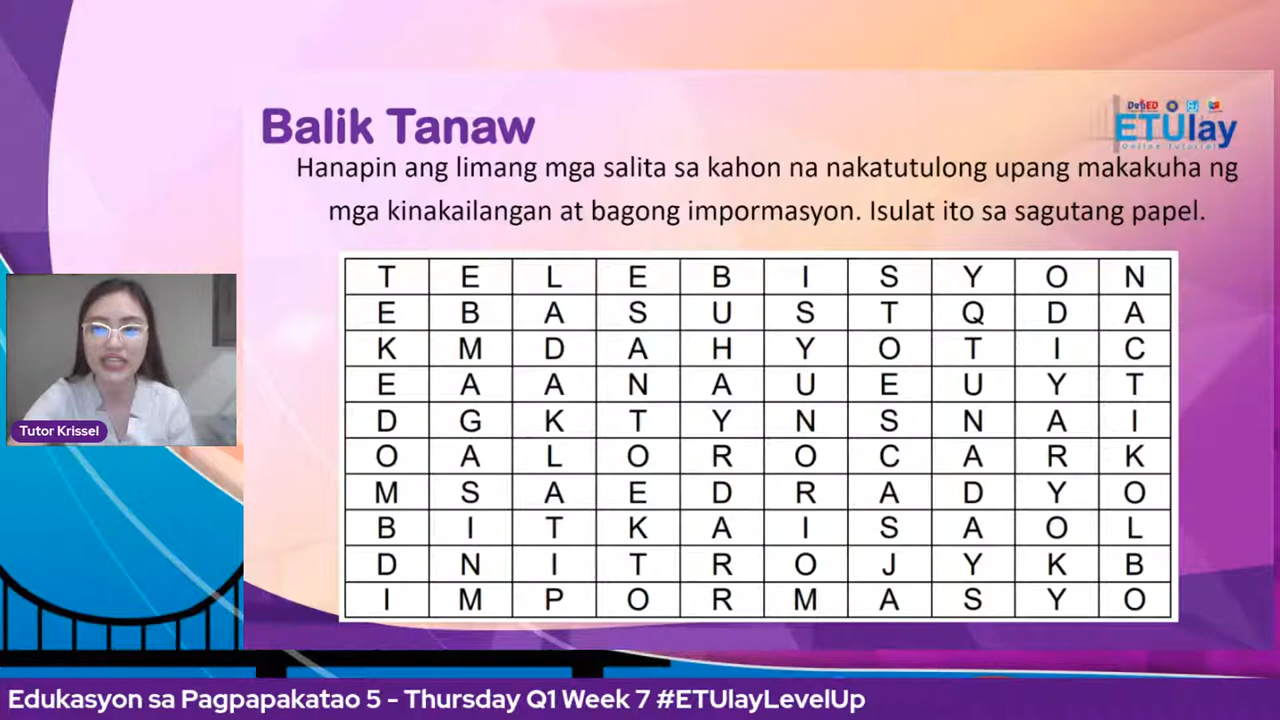 Balik Tanaw
DepED
ETUlay
Online Tutorial
Hanapin ang limang mga salita sa kahon na nakatutulong upang makakuha ng
mga kinakailangan at bagong impormasyon. Isulat ito sa sagutang papel.
T E L E B I S Y O N
E B A S U S T Q D A
K M D A H Y O T I C
E A A N A U E U Y T
D G K T Y N S N A I
O A L O R O C A R K
M S A E D R A D Y O
B I T K A I S A O L
D N I T R O J Y K B
I M P O R M A S Y O
Tutor Krissel
Edukasyon sa Pagpapakatao 5 - Thursday Q1 Week 7 #ETUlayLevelUp